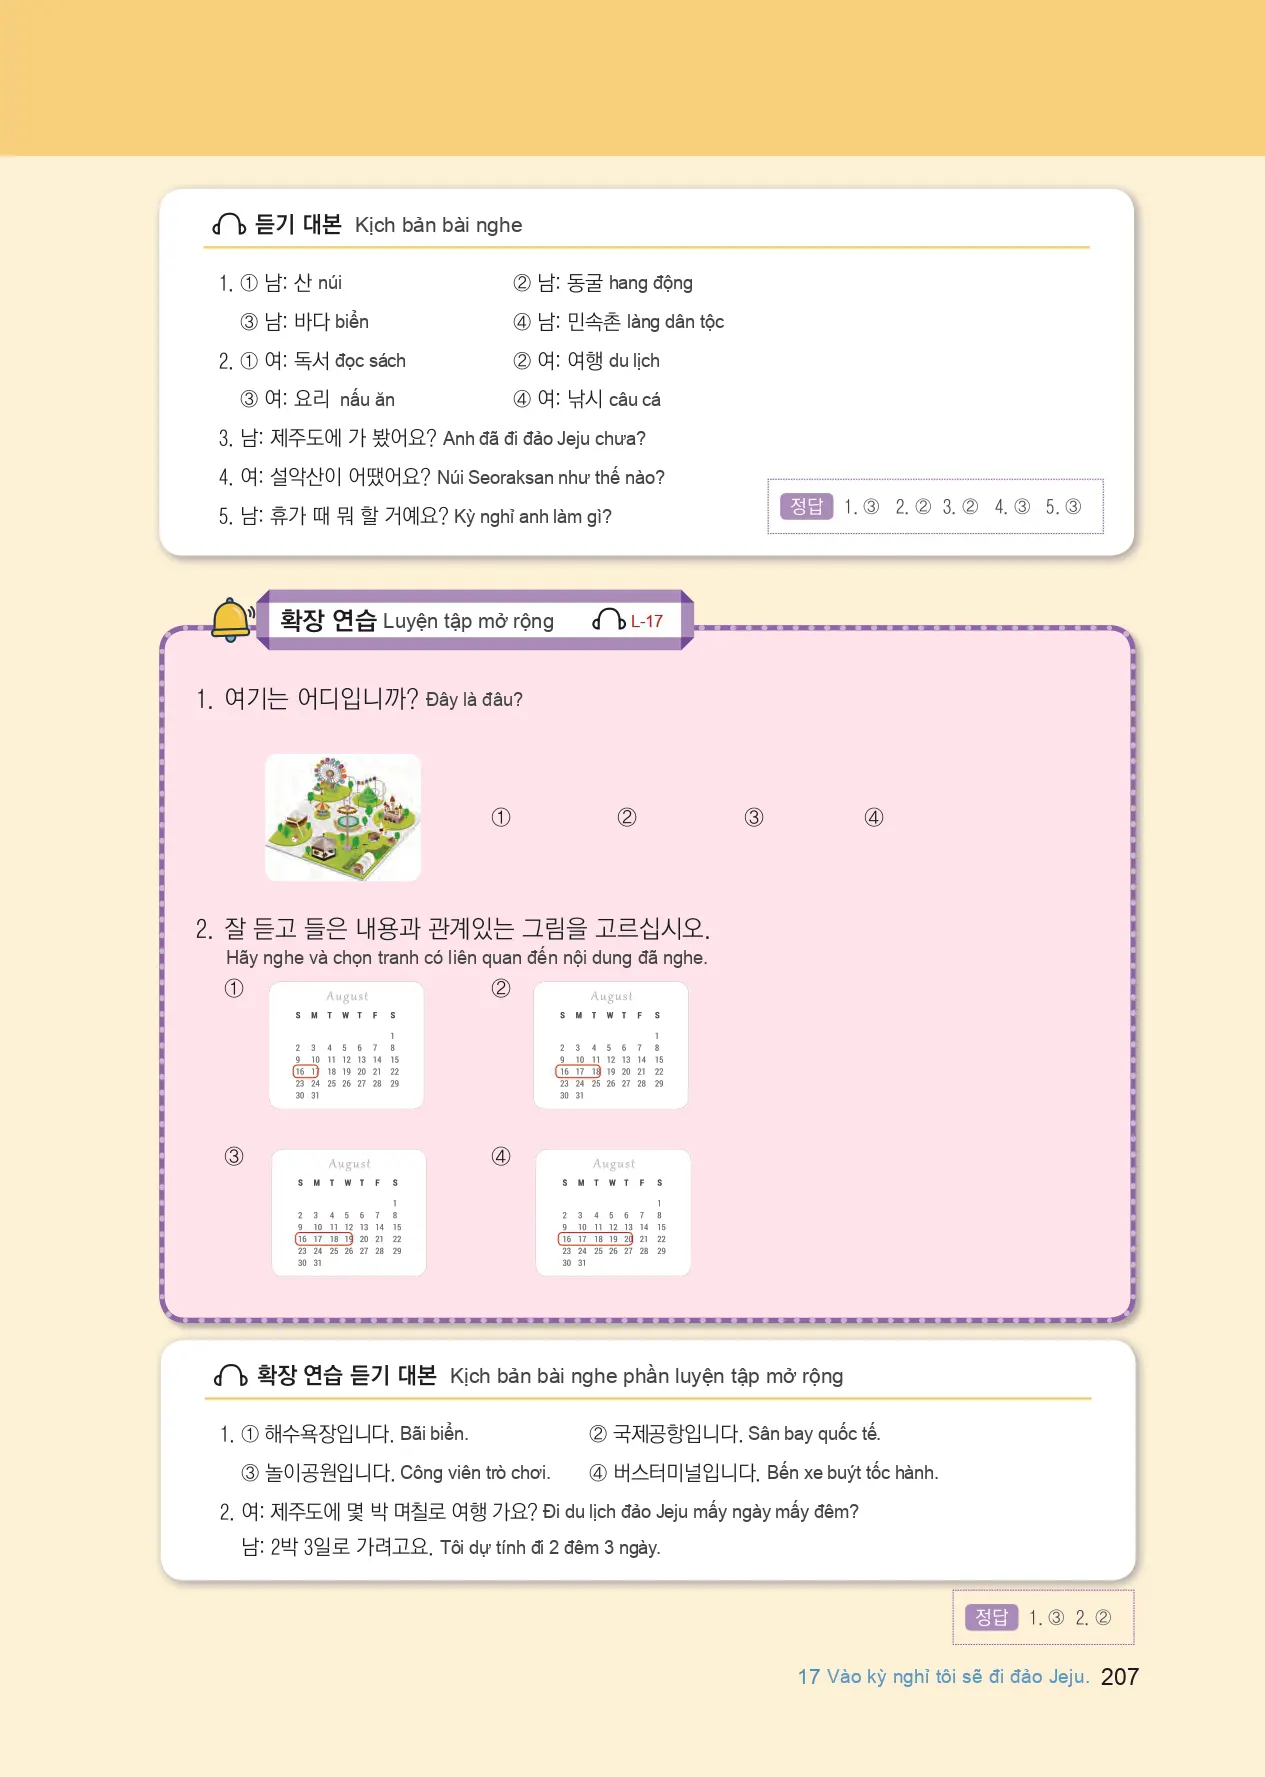 듣기 대본 Kịch bản bài nghe
1. ① 남: 산 núi ② 남: 동굴 hang động
③ 남: 바다 biển ④ 남: 민속촌 làng dân tộc
2. ① 여: 독서 đọc sách ② 여: 여행 du lịch
③ 여: 요리 nấu ăn ④ 여: 낚시 câu cá
3. 남: 제주도에 가 봤어요? Anh đã đi đảo Jeju chưa?
4. 여: 설악산이 어땠어요? Núi Seoraksan như thế nào?
5. 남: 휴가 때 뭐 할 거예요? Kỳ nghỉ anh làm gì?
정답 1. ③ 2. ② 3. ② 4. ③ 5. ③
확장 연습 Luyện tập mở rộng L-17
1. 여기는 어디입니까? Đây là đâu?
① ② ③ ④
2. 잘 듣고 들은 내용과 관계있는 그림을 고르십시오.
Hãy nghe và chọn tranh có liên quan đến nội dung đã nghe.
①
August
S M T W T F S
1
2 3 4 5 6 7 8
9 10 11 12 13 14 15
16 17 18 19 20 21 22
23 24 25 26 27 28 29
30 31
②
August
S M T W T F S
1
2 3 4 5 6 7 8
9 10 11 12 13 14 15
16 17 18 19 20 21 22
23 24 25 26 27 28 29
30 31
③
August
S M T W T F S
1
2 3 4 5 6 7 8
9 10 11 12 13 14 15
16 17 18 19 20 21 22
23 24 25 26 27 28 29
30 31
④
August
S M T W T F S
1
2 3 4 5 6 7 8
9 10 11 12 13 14 15
16 17 18 19 20 21 22
23 24 25 26 27 28 29
30 31
확장 연습 듣기 대본 Kịch bản bài nghe phần luyện tập mở rộng
1. ① 해수욕장입니다. Bãi biển. ② 국제공항입니다. Sân bay quốc tế.
③ 놀이공원입니다. Công viên trò chơi. ④ 버스터미널입니다. Bến xe buýt tốc hành.
2. 여: 제주도에 몇 박 며칠로 여행 가요? Đi du lịch đảo Jeju mấy ngày mấy đêm?
남: 2박 3일로 가려고요. Tôi dự tính đi 2 đêm 3 ngày.
정답 1. ③ 2. ②
17 Vào kỳ nghỉ tôi sẽ đi đảo Jeju. 207